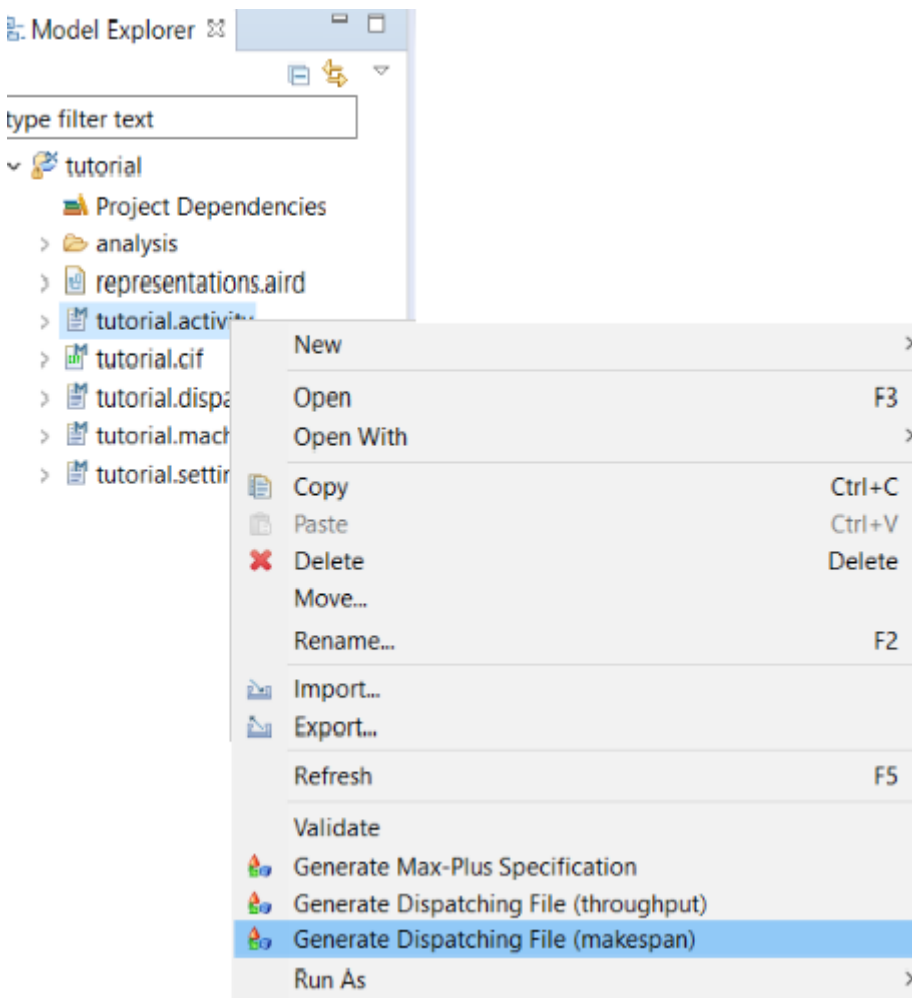 Model Explorer
type filter text
tutorial
Project Dependencies
analysis
representations.aird
tutorial.activity
tutorial.cif
tutorial.dispa
tutorial.mach
tutorial.settin
New
Open F3
Open With
Copy Ctrl+C
Paste Ctrl+V
Delete Delete
Move...
Rename... F2
Import...
Export...
Refresh F5
Validate
Generate Max-Plus Specification
Generate Dispatching File (throughput)
Generate Dispatching File (makespan)
Run As